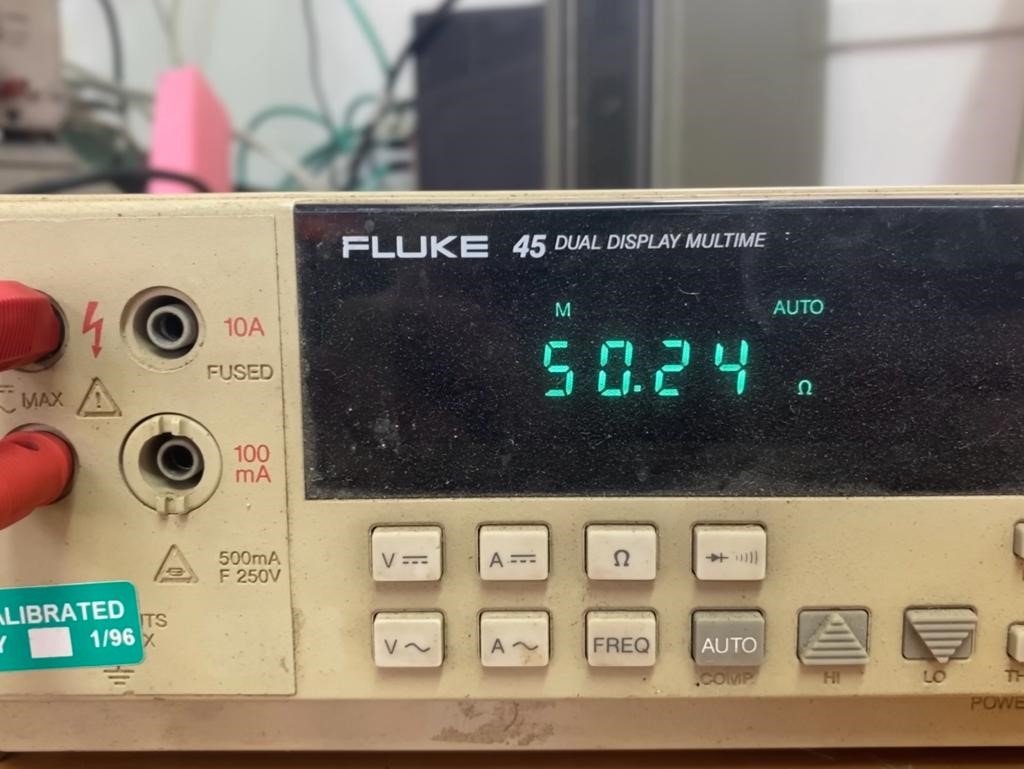 FLUKE 45 DUAL DISPLAY MULTIME
M AUTO
50.24 Ω
10A
FUSED
MAX
100
mA
500mA
F 250V
V A Ω
V A FREQ AUTO
COMP HI LO
POWE
1/96